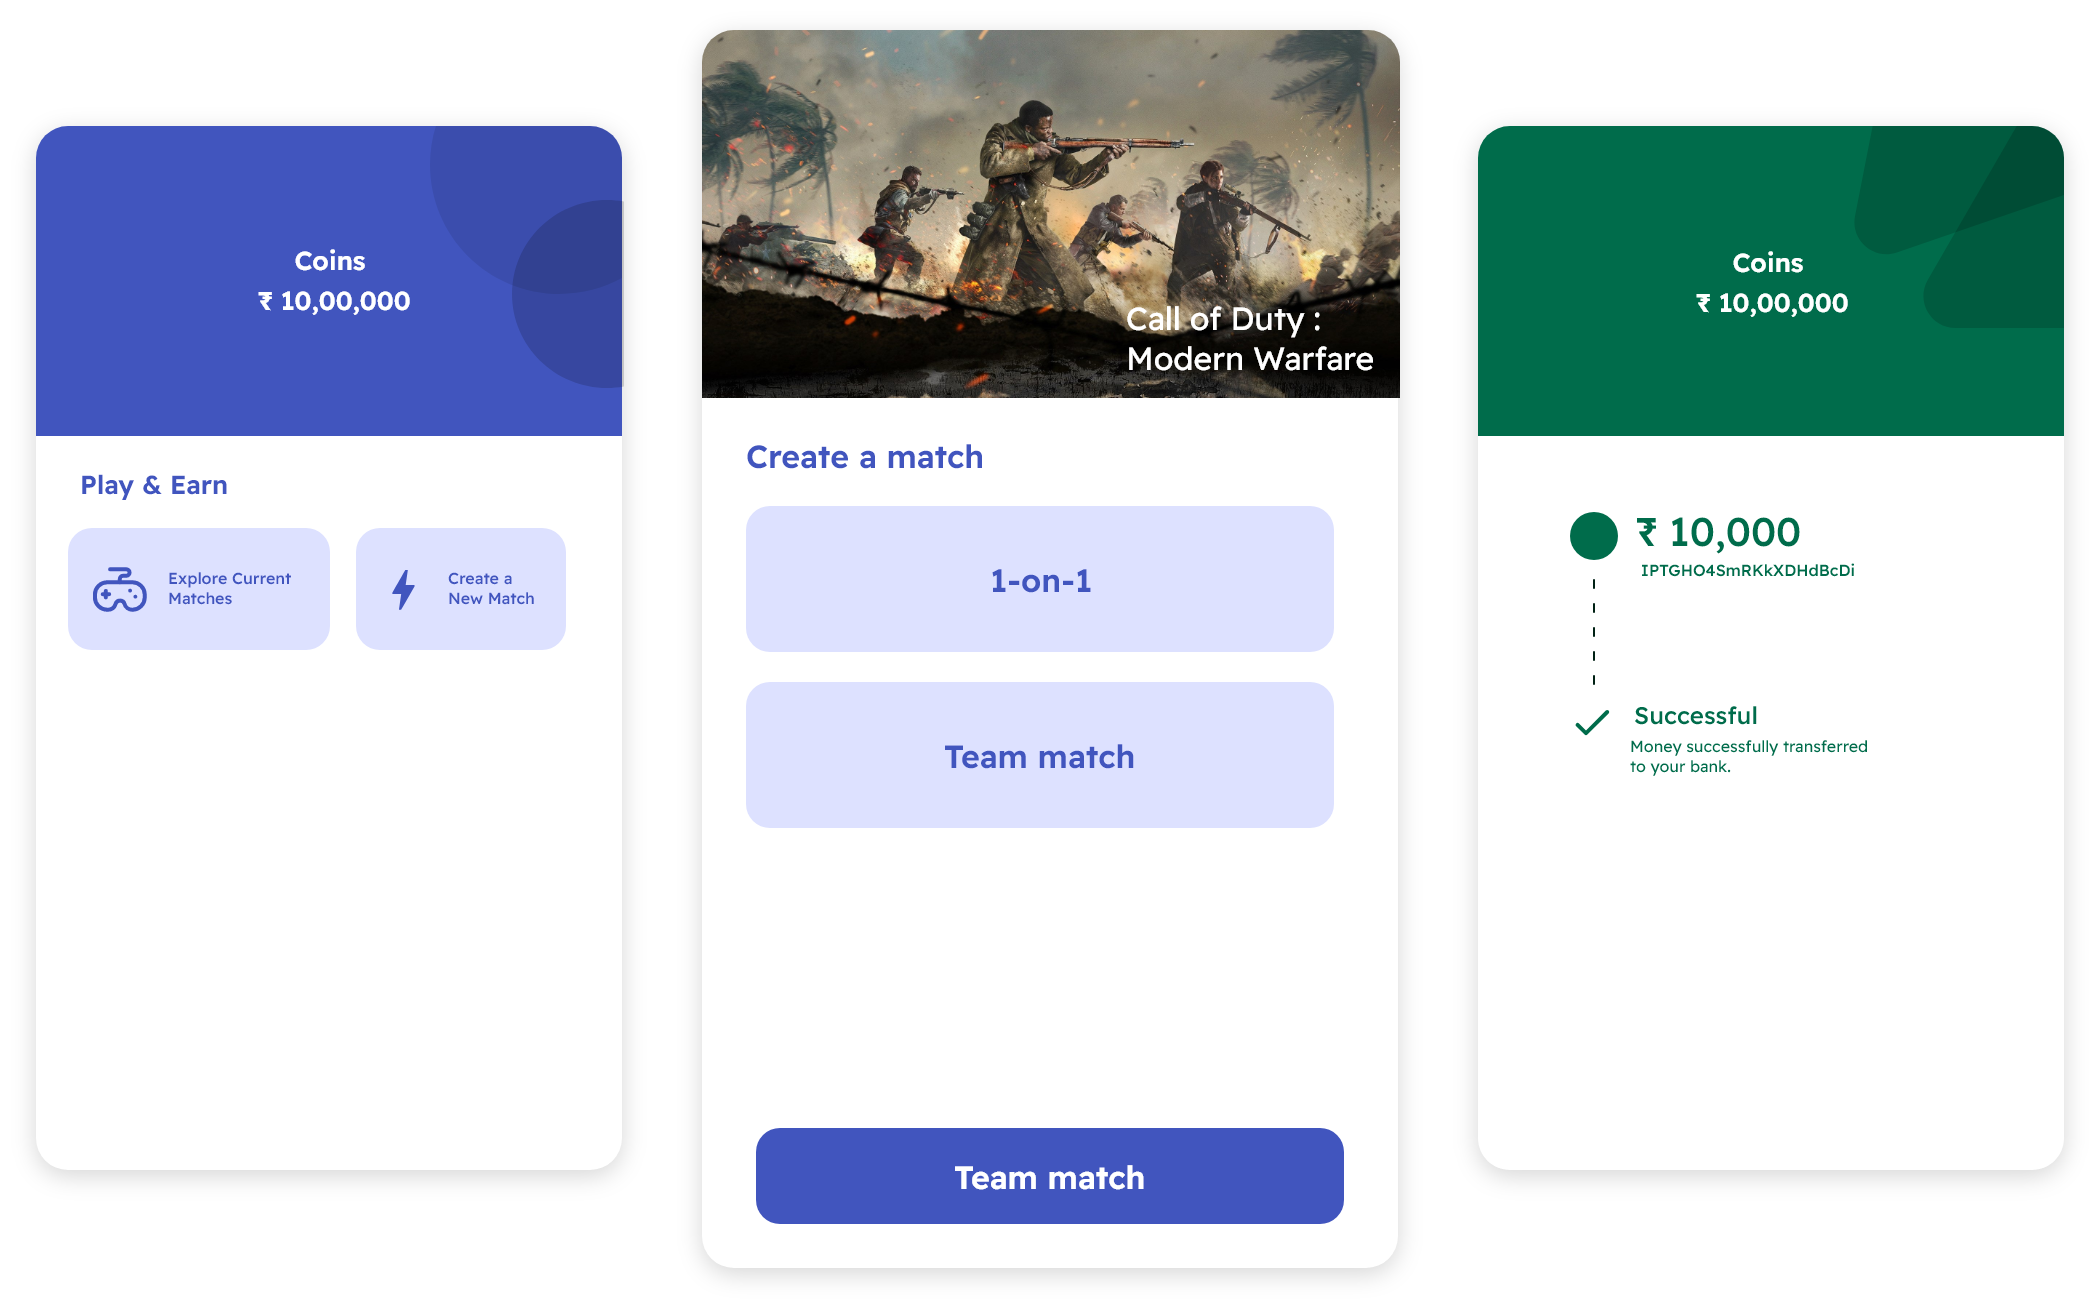 Coins
₹ 10,00,000
Play & Earn
Explore Current
Matches
Create a
New Match
Call of Duty :
Modern Warfare
Create a match
1-on-1
Team match
Team match
Coins
₹ 10,00,000
₹ 10,000
IPTGHO4SmRKkXDHdBcDi
Successful
Money successfully transferred
to your bank.